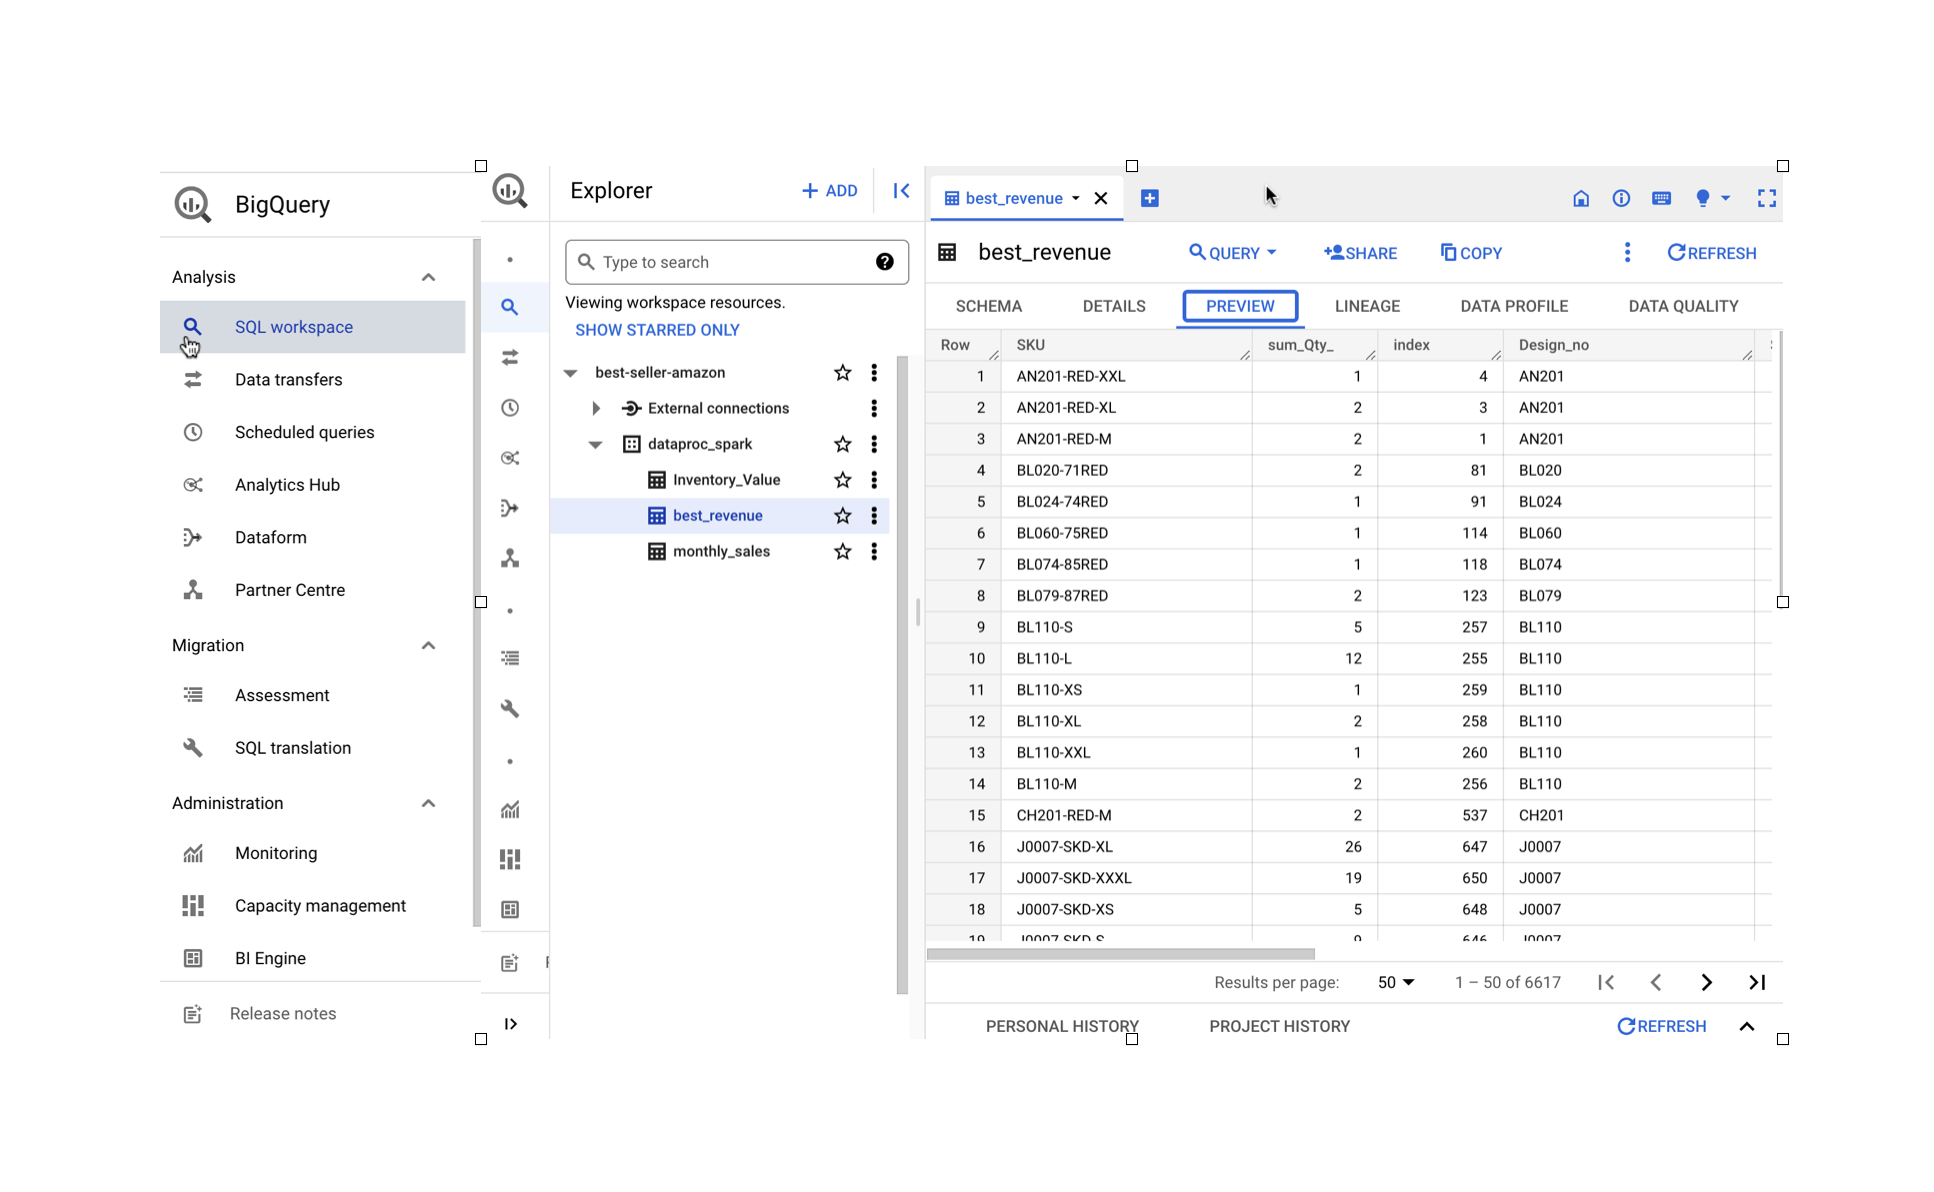 BigQuery
Analysis
SQL workspace
Data transfers
Scheduled queries
Analytics Hub
Dataform
Partner Centre
Migration
Assessment
SQL translation
Administration
Monitoring
Capacity management
BI Engine
Release notes
Explorer
+ ADD
Type to search
Viewing workspace resources.
SHOW STARRED ONLY
best-seller-amazon
External connections
dataproc_spark
Inventory_Value
best_revenue
monthly_sales
best_revenue
best_revenue QUERY SHARE COPY REFRESH
SCHEMA DETAILS PREVIEW LINEAGE DATA PROFILE DATA QUALITY
Row SKU sum_Qty_ index Design_no
1 AN201-RED-XXL 1 4 AN201
2 AN201-RED-XL 2 3 AN201
3 AN201-RED-M 2 1 AN201
4 BL020-71RED 2 81 BL020
5 BL024-74RED 1 91 BL024
6 BL060-75RED 1 114 BL060
7 BL074-85RED 1 118 BL074
8 BL079-87RED 2 123 BL079
9 BL110-S 5 257 BL110
10 BL110-L 12 255 BL110
11 BL110-XS 1 259 BL110
12 BL110-XL 2 258 BL110
13 BL110-XXL 1 260 BL110
14 BL110-M 2 256 BL110
15 CH201-RED-M 2 537 CH201
16 J0007-SKD-XL 26 647 J0007
17 J0007-SKD-XXXL 19 650 J0007
18 J0007-SKD-XS 5 648 J0007
19 J0007-SKD-S 9 646 J0007
Results per page: 50 1 – 50 of 6617
PERSONAL HISTORY PROJECT HISTORY REFRESH